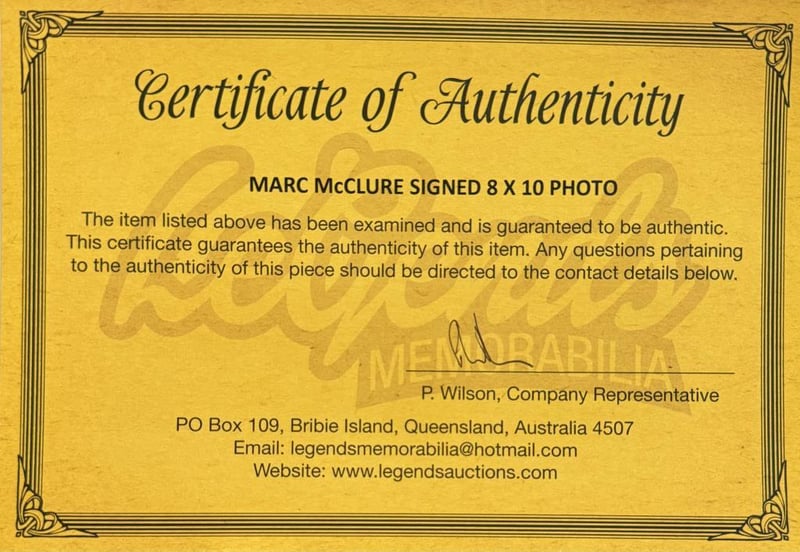 Certificate of Authenticity
MARC McCLURE SIGNED 8 X 10 PHOTO
The item listed above has been examined and is guaranteed to be authentic.
This certificate guarantees the authenticity of this item. Any questions pertaining
to the authenticity of this piece should be directed to the contact details below.
Legends
MEMORABILIA
P. Wilson, Company Representative
PO Box 109, Bribie Island, Queensland, Australia 4507
Email: legendsmemorabilia@hotmail.com
Website: www.legendsauctions.com